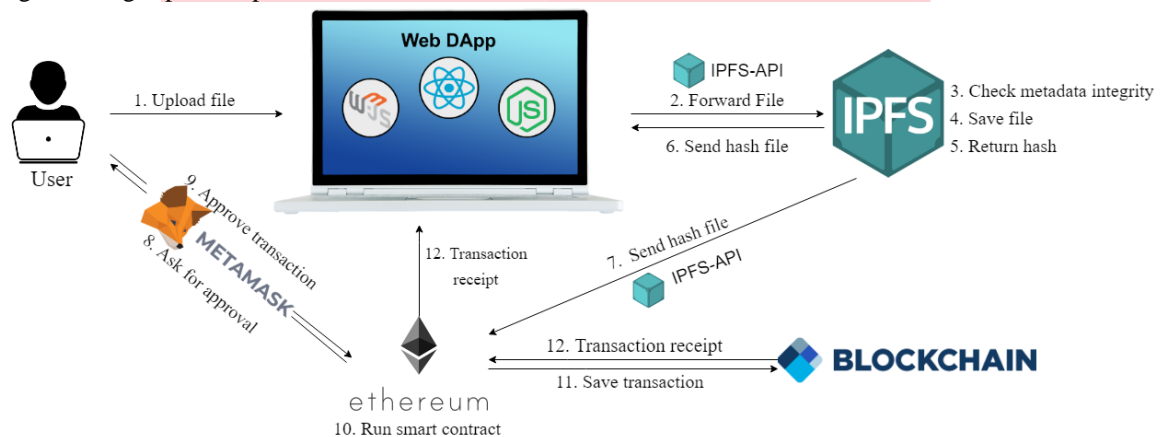 Web DApp
W3JS
JS
IPFS-API
1. Upload file
2. Forward File
IPFS
3. Check metadata integrity
4. Save file
5. Return hash
6. Send hash file
User
9. Approve transaction
METAMASK
8. Ask for approval
12. Transaction
receipt
7. Send hash file
IPFS-API
12. Transaction receipt
11. Save transaction
BLOCKCHAIN
ethereum
10. Run smart contract